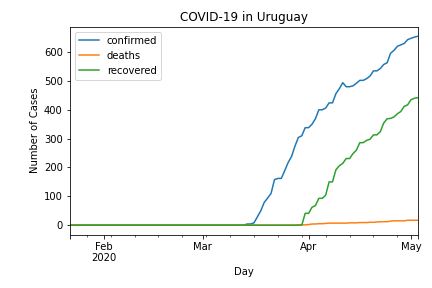 COVID-19 in Uruguay
confirmed
deaths
recovered
600
500
400
300
200
100
0
Number of Cases
Feb
2020
Mar
Apr
May
Day